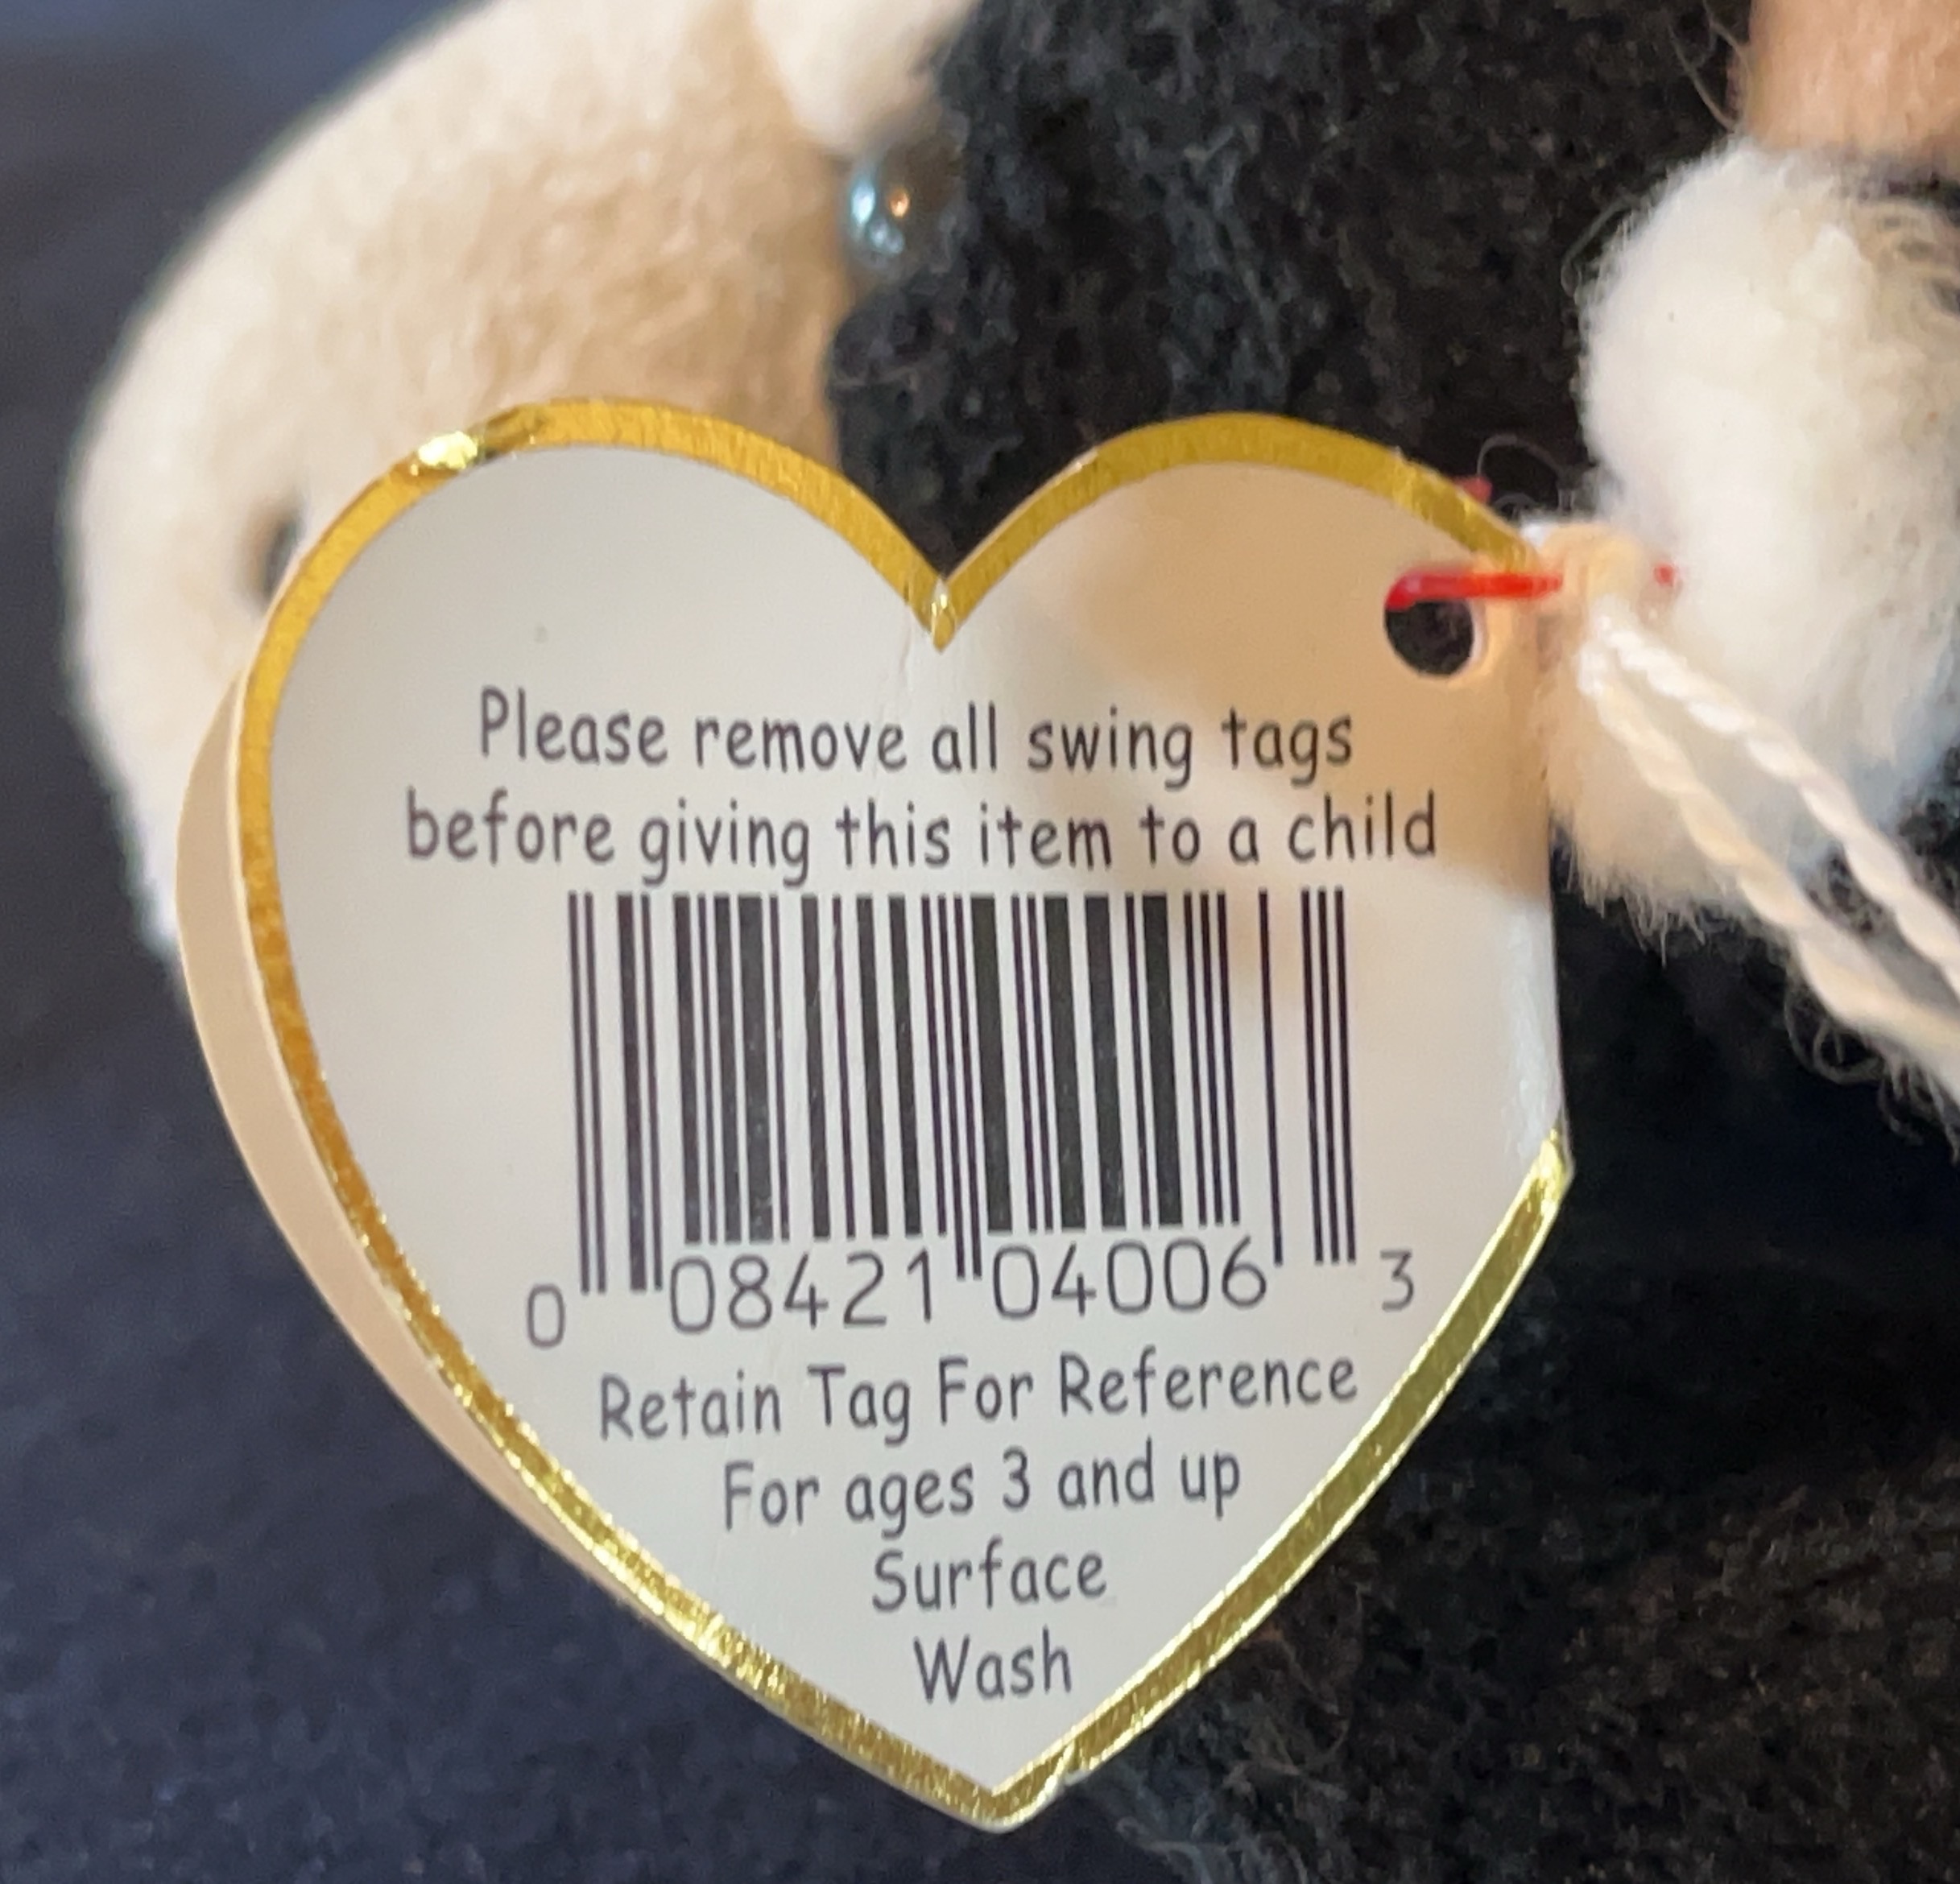 Please remove all swing tags
before giving this item to a child
0 08421 04006 3
Retain Tag For Reference
For ages 3 and up
Surface
Wash